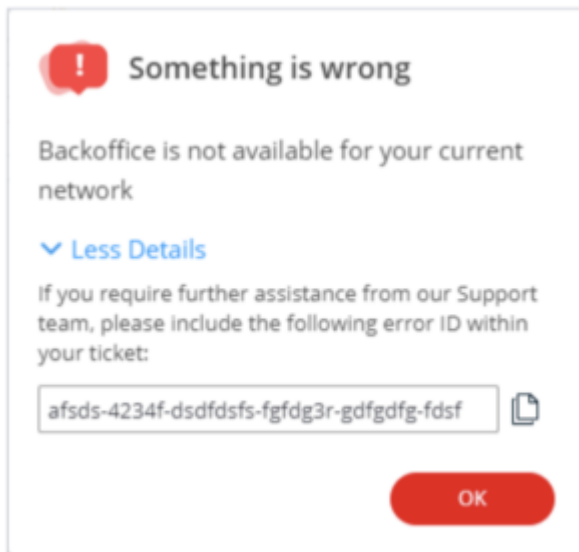 !
Something is wrong
Backoffice is not available for your current
network
Less Details
If you require further assistance from our Support
team, please include the following error ID within
your ticket:
afsds-4234f-dsdfdsfs-fgfdg3r-gdfgdfg-fdsf
OK